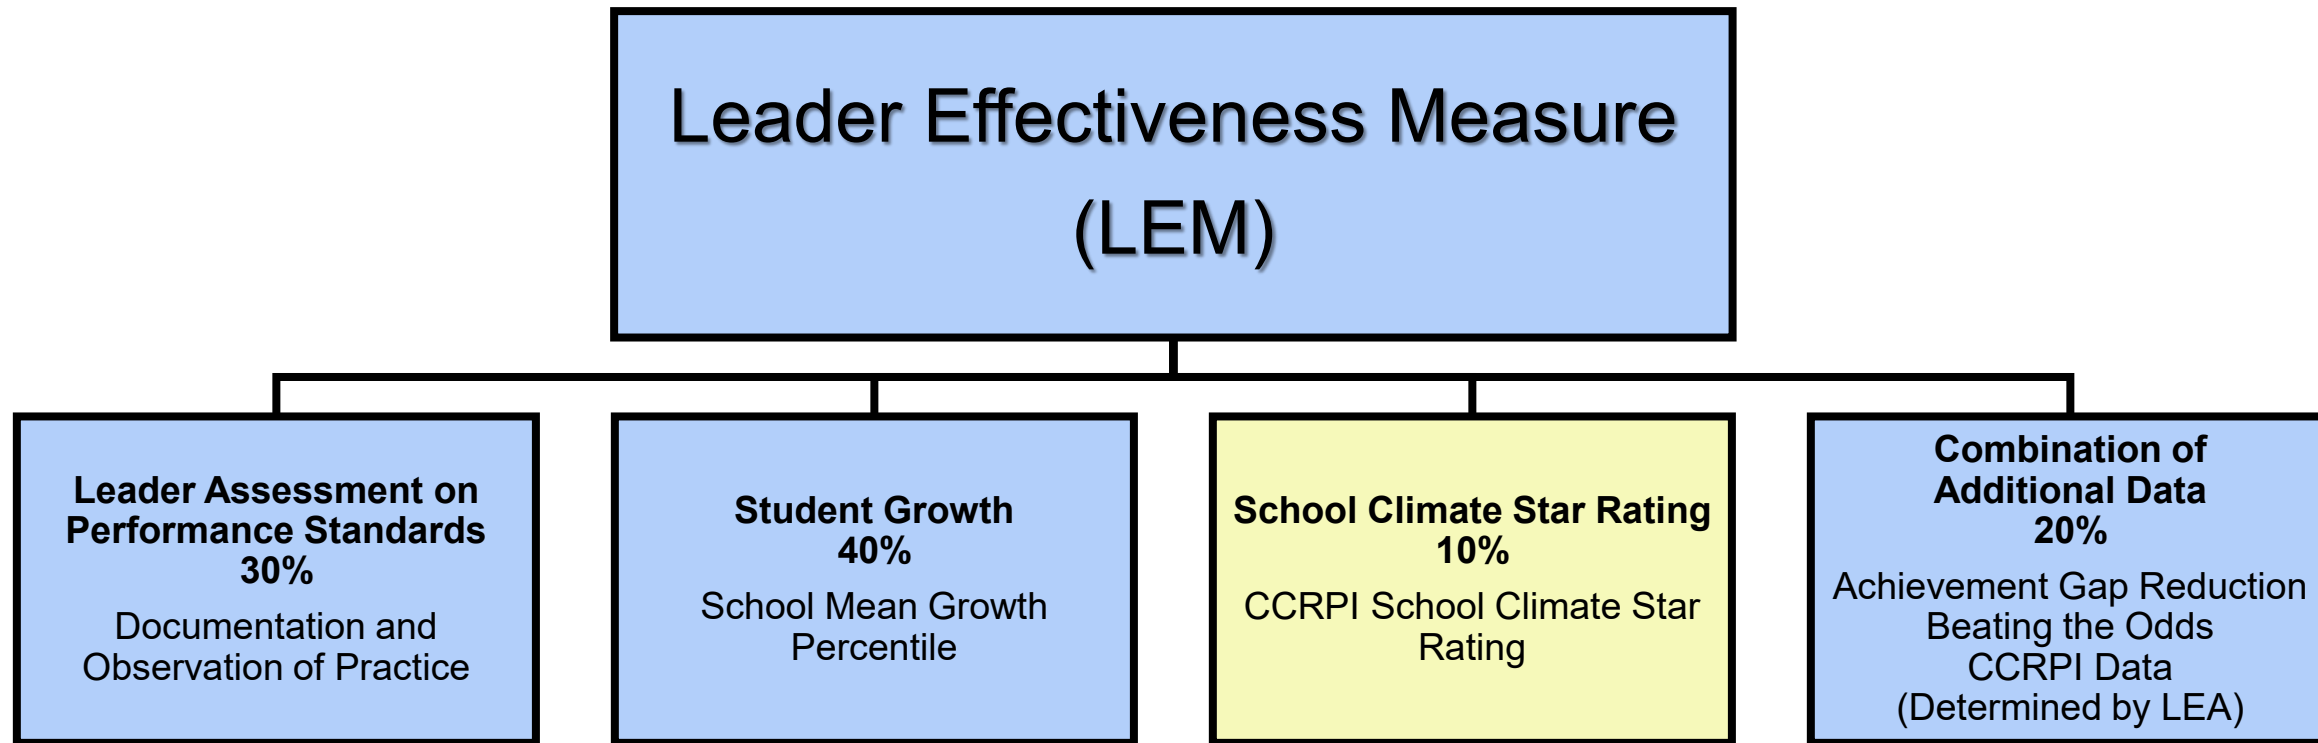 Leader Effectiveness Measure
(LEM)
Leader Assessment on
Performance Standards
30%
Documentation and
Observation of Practice
Student Growth
40%
School Mean Growth
Percentile
School Climate Star Rating
10%
CCRPI School Climate Star
Rating
Combination of
Additional Data
20%
Achievement Gap Reduction
Beating the Odds
CCRPI Data
(Determined by LEA)